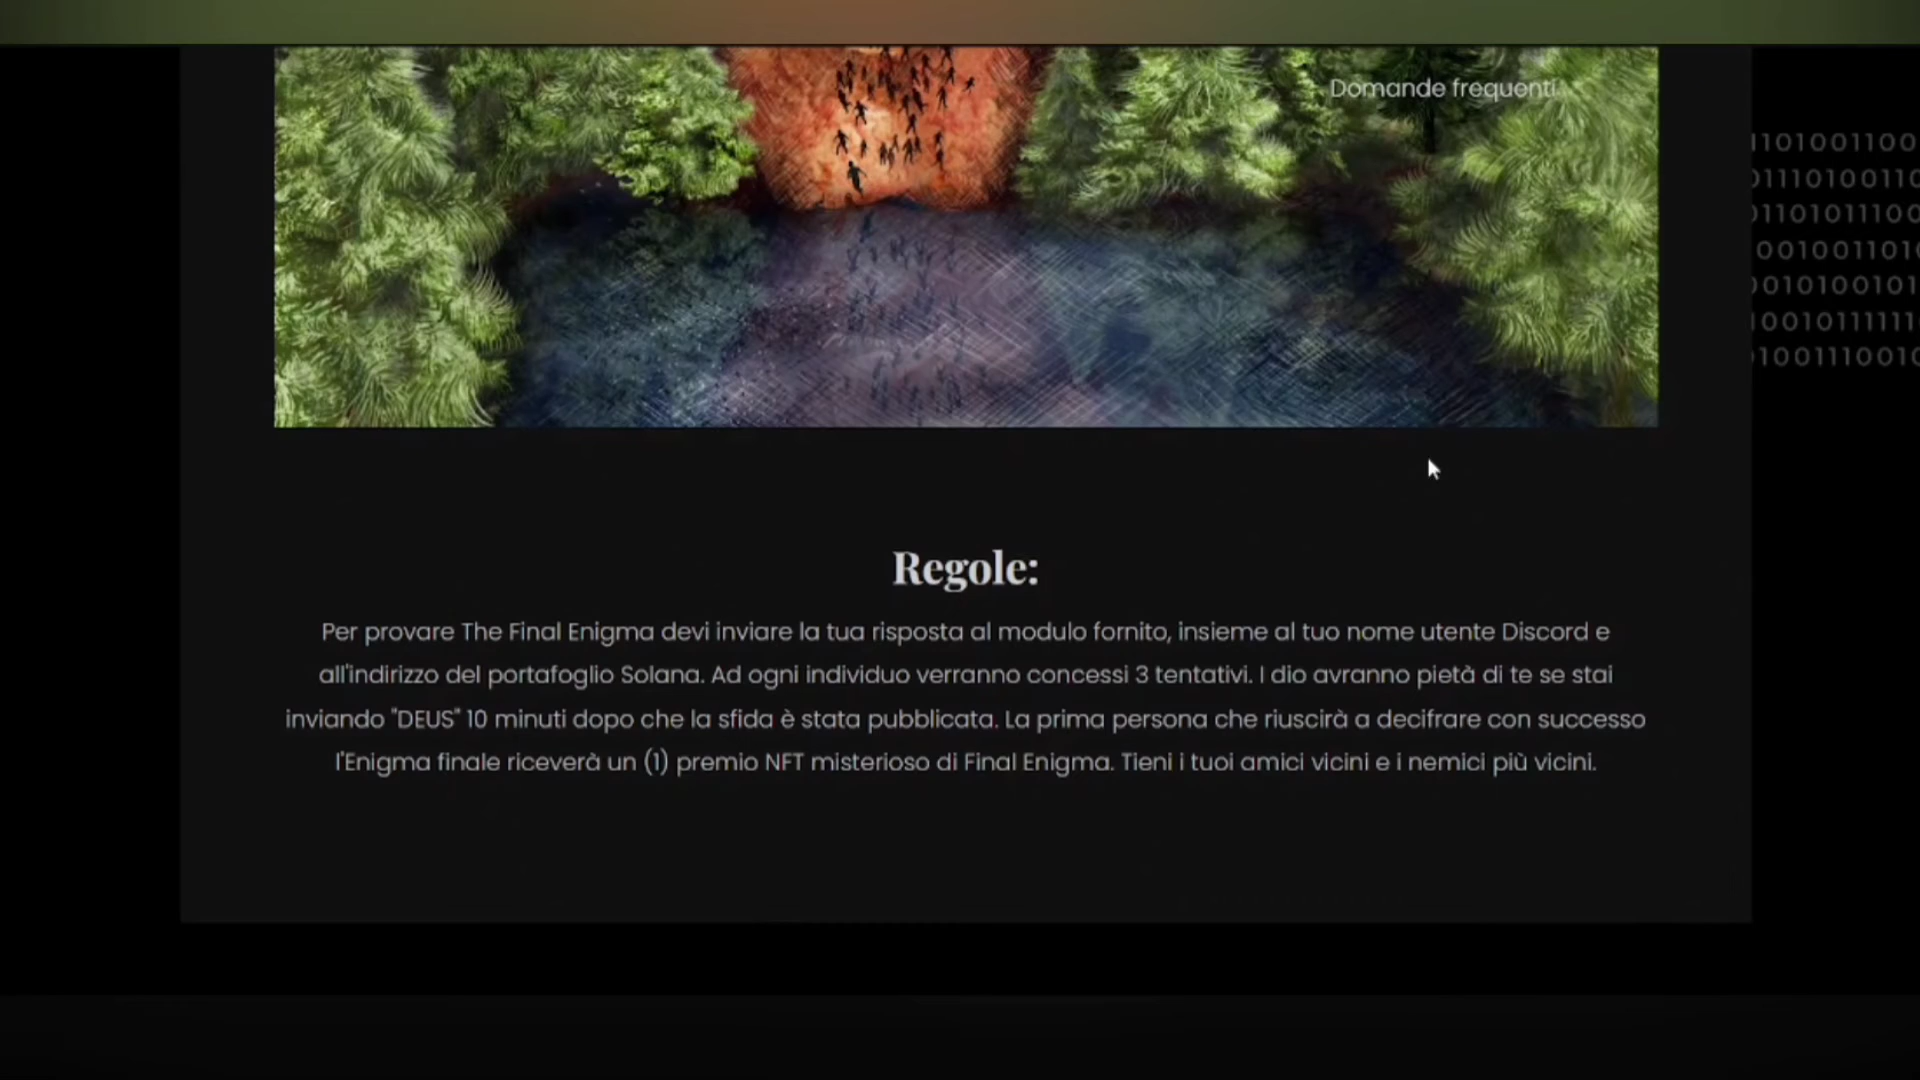 Domande frequenti
1101001100
0111010011
0110101110
1001001101
0010100101
1001011111
0100111001
Regole:
Per provare The Final Enigma devi inviare la tua risposta al modulo fornito, insieme al tuo nome utente Discord e
all'indirizzo del portafoglio Solana. Ad ogni individuo verranno concessi 3 tentativi. I dio avranno pietà di te se stai
inviando "DEUS" 10 minuti dopo che la sfida è stata pubblicata. La prima persona che riuscirà a decifrare con successo
l'Enigma finale riceverà un (1) premio NFT misterioso di Final Enigma. Tieni i tuoi amici vicini e i nemici più vicini.